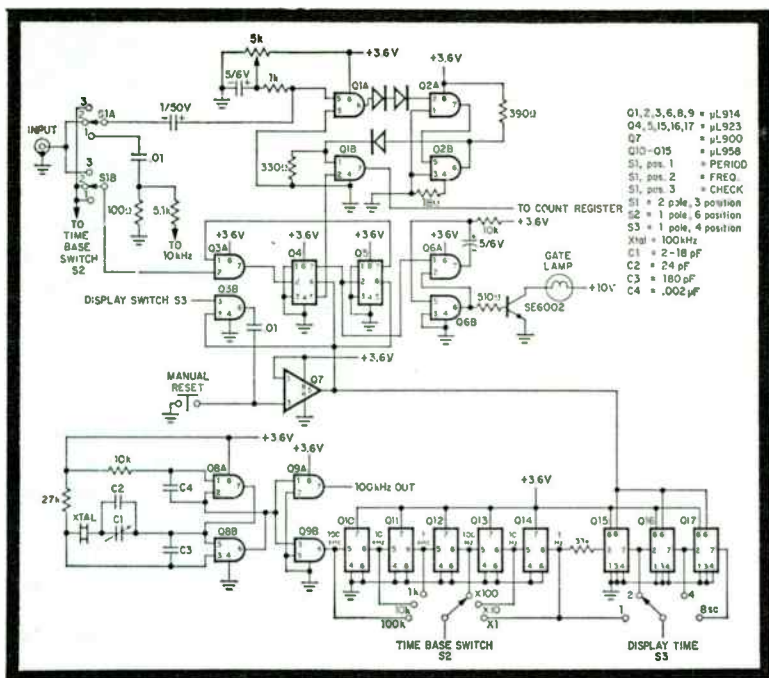 5k
+3.6V
5/6V
1k
Q1A
Q2A
+3.6V
390Ω
1/50V
S1A
S1B
INPUT
3
2
1
3
2
1
.01
100Ω
5.1k
TO
10kHz
TO
TIME
BASE
SWITCH
S2
330Ω
Q1B
Q2B
TO COUNT REGISTER
+3.6V
+3.6V
+3.6V
+3.6V
10k
+3.6V
5/6V
Q3A
Q4
Q5
Q6A
GATE
LAMP
+10V
DISPLAY SWITCH S3
Q3B
.01
510Ω
Q6B
SE6002
+3.6V
MANUAL
RESET
Q7
Q1,2,3,6,8,9 = µL914
Q4,5,15,16,17 = µL923
Q7 = µL900
Q10-Q15 = µL958
S1, pos. 1 = PERIOD
S1, pos. 2 = FREQ.
S1, pos. 3 = CHECK
S1 = 2 pole, 3 position
S2 = 1 pole, 6 position
S3 = 1 pole, 4 position
Xtal = 100kHz
C1 = 2-18 pF
C2 = 24 pF
C3 = 180 pF
C4 = .002µF
+3.6V
10k
Q8A
Q9A
+3.6V
100kHz OUT
27k
C4
C2
XTAL
C1
C3
Q8B
Q9B
+3.6V
Q10
Q11
Q12
Q13
Q14
Q15
Q16
Q17
1k
10k
100k
X100
X10
X1
1
2
4
8sc
TIME BASE SWITCH
S2
DISPLAY TIME
S3